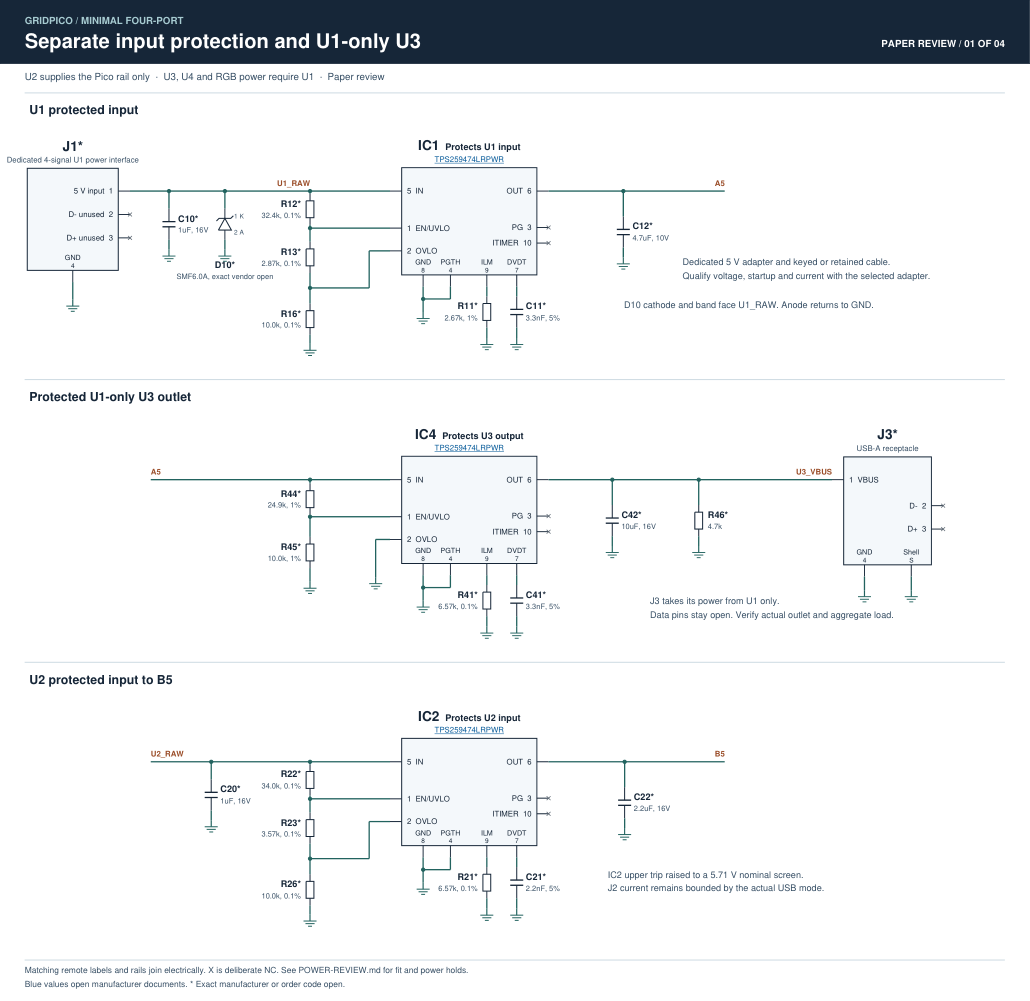 GRIDPICO / MINIMAL FOUR-PORT
Separate input protection and U1-only U3
PAPER REVIEW / 01 OF 04
U2 supplies the Pico rail only · U3, U4 and RGB power require U1 · Paper review
U1 protected input
J1*
Dedicated 4-signal U1 power interface
5 V input 1
D- unused 2
D+ unused 3
GND
4
C10*
1uF, 16V
1 K
2 A
D10*
SMF6.0A, exact vendor open
U1_RAW
R12*
32.4k, 0.1%
R13*
2.87k, 0.1%
R16*
10.0k, 0.1%
IC1 Protects U1 input
TPS259474LRPWR
5 IN
OUT 6
1 EN/UVLO
PG 3
ITIMER 10
2 OVLO
GND PGTH ILM DVDT
8 4 9 7
R11*
2.67k, 1%
C11*
3.3nF, 5%
A5
C12*
4.7uF, 10V
Dedicated 5 V adapter and keyed or retained cable.
Qualify voltage, startup and current with the selected adapter.
D10 cathode and band face U1_RAW. Anode returns to GND.
Protected U1-only U3 outlet
A5
R44*
24.9k, 1%
R45*
10.0k, 1%
IC4 Protects U3 output
TPS259474LRPWR
5 IN
OUT 6
1 EN/UVLO
PG 3
ITIMER 10
2 OVLO
GND PGTH ILM DVDT
8 4 9 7
R41*
6.57k, 0.1%
C41*
3.3nF, 5%
C42*
10uF, 16V
R46*
4.7k
U3_VBUS
J3*
USB-A receptacle
1 VBUS
D- 2
D+ 3
GND Shell
4 S
J3 takes its power from U1 only.
Data pins stay open. Verify actual outlet and aggregate load.
U2 protected input to B5
U2_RAW
C20*
1uF, 16V
R22*
34.0k, 0.1%
R23*
3.57k, 0.1%
R26*
10.0k, 0.1%
IC2 Protects U2 input
TPS259474LRPWR
5 IN
OUT 6
1 EN/UVLO
PG 3
ITIMER 10
2 OVLO
GND PGTH ILM DVDT
8 4 9 7
R21*
6.57k, 0.1%
C21*
2.2nF, 5%
B5
C22*
2.2uF, 16V
IC2 upper trip raised to a 5.71 V nominal screen.
J2 current remains bounded by the actual USB mode.
Matching remote labels and rails join electrically. X is deliberate NC. See POWER-REVIEW.md for fit and power holds.
Blue values open manufacturer documents. * Exact manufacturer or order code open.